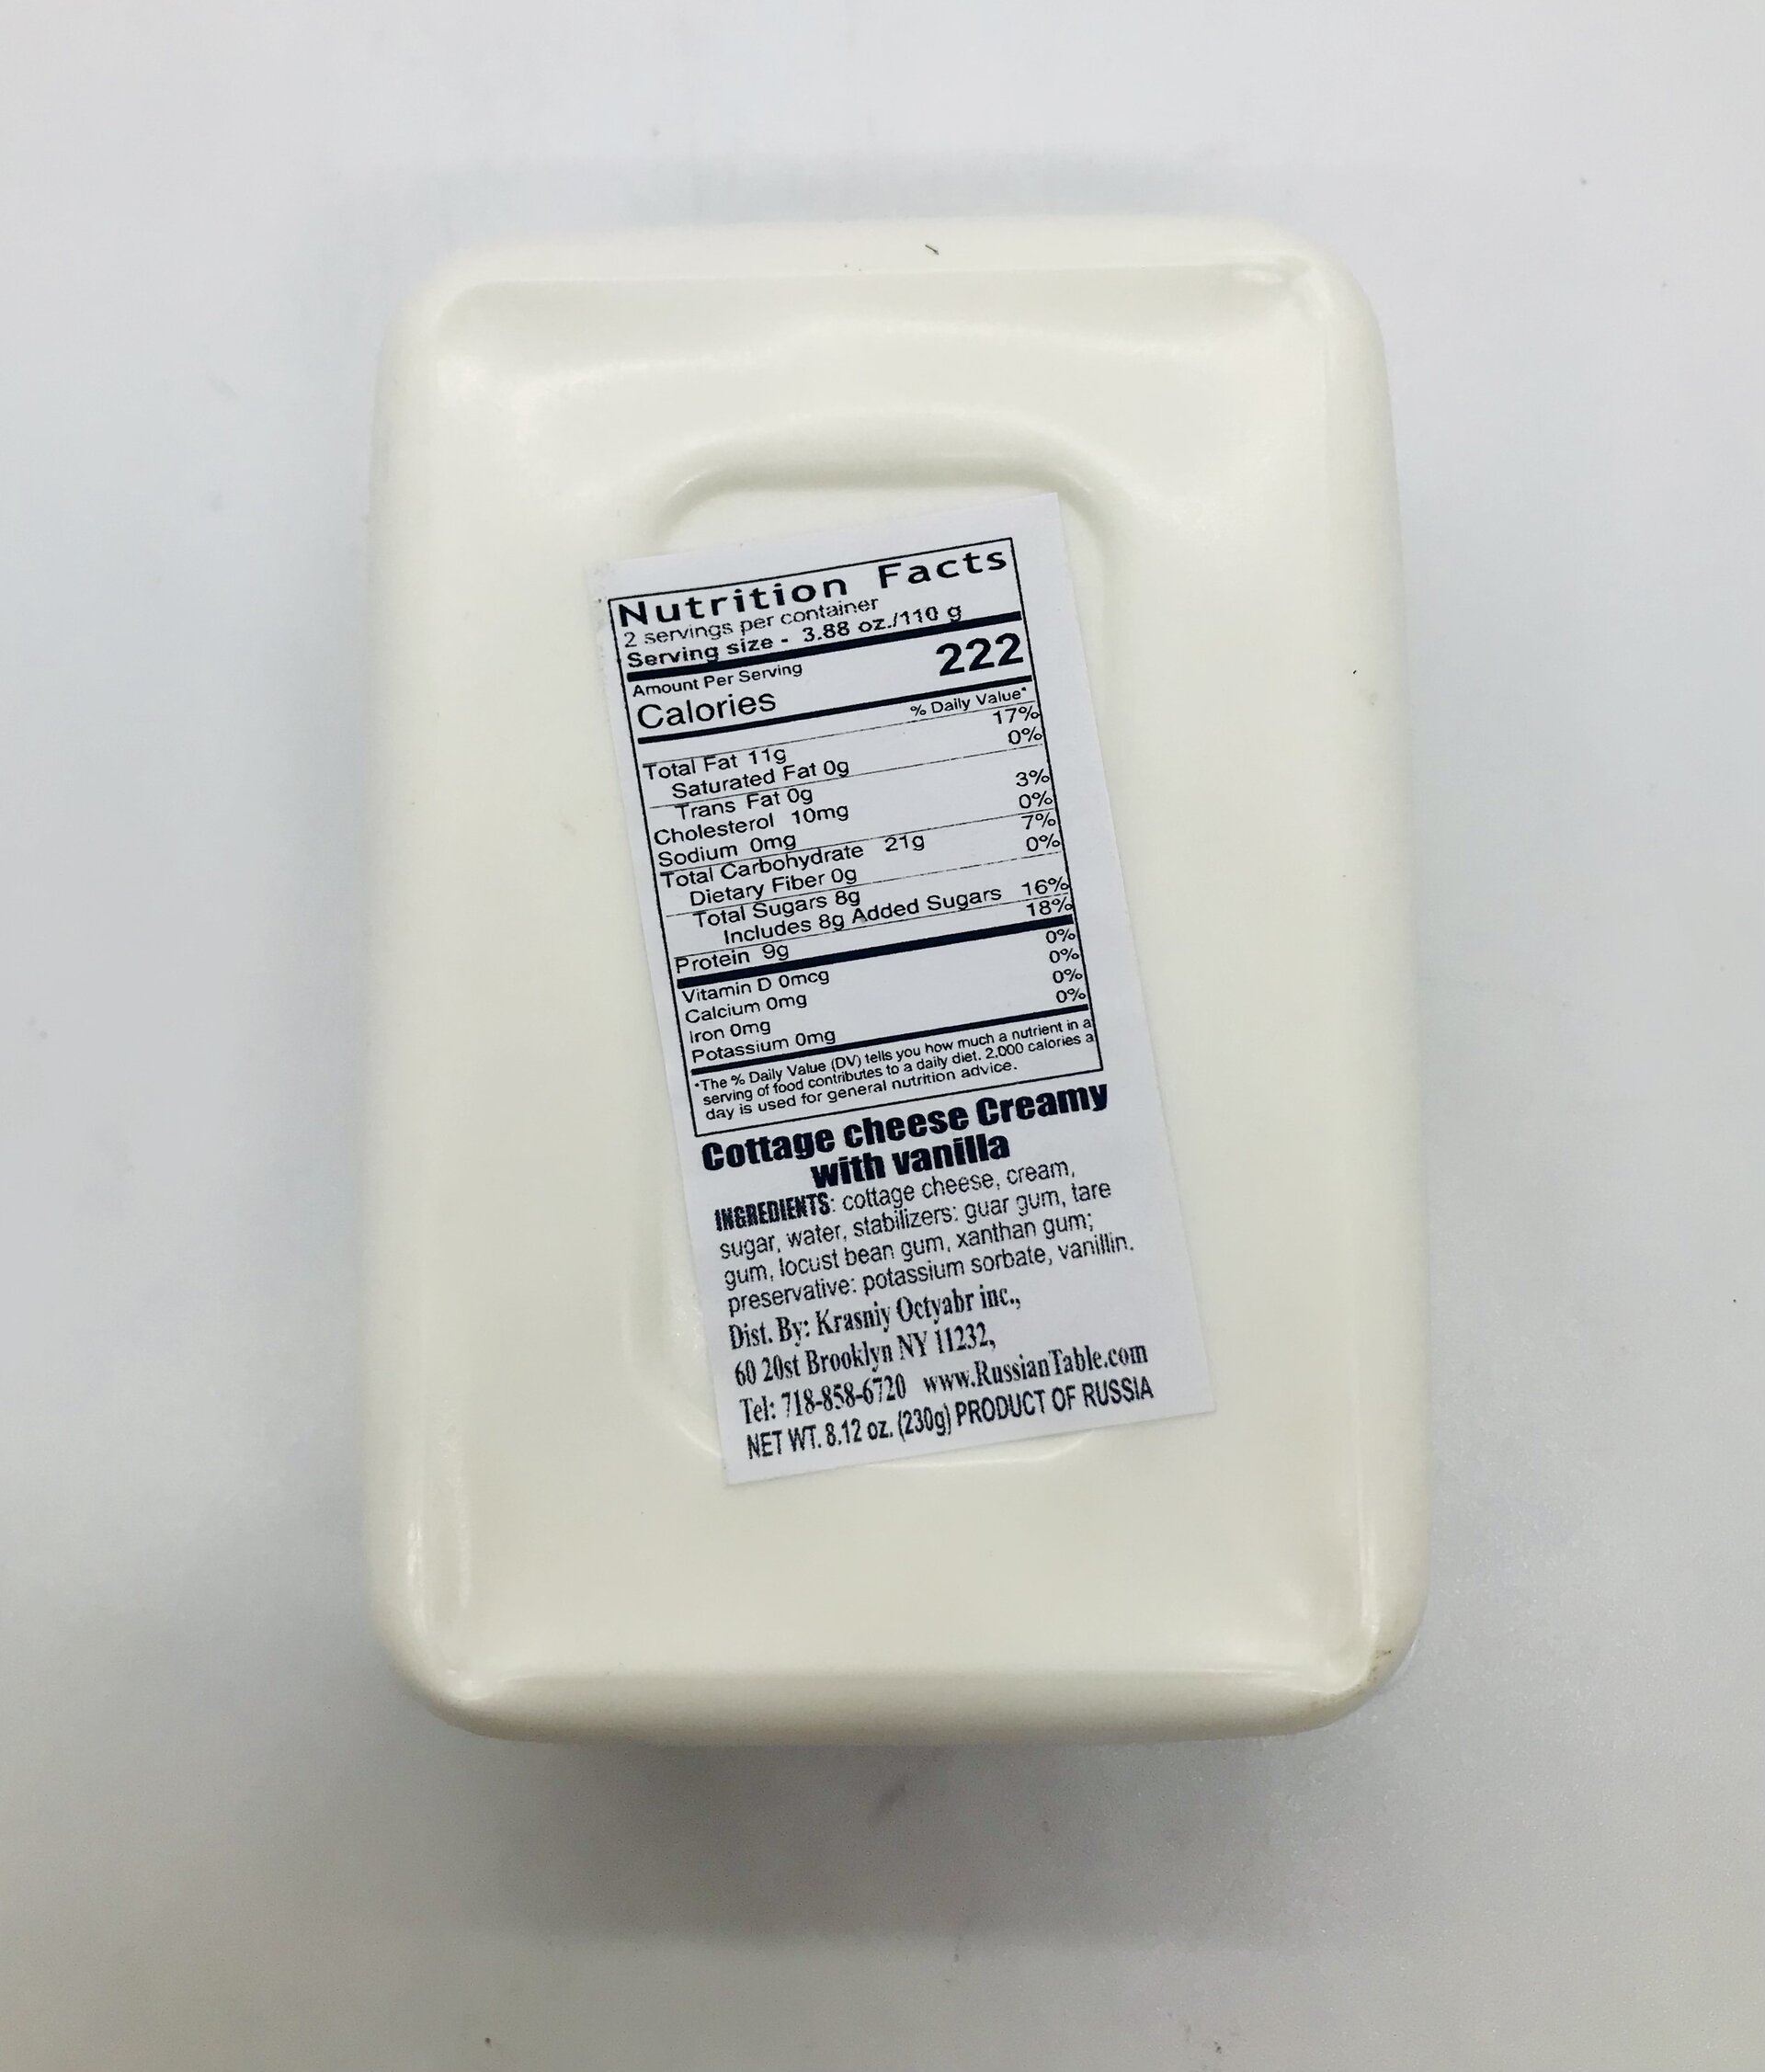 Nutrition Facts
2 servings per container
Serving size - 3.88 oz./110 g
Amount Per Serving
Calories 222
% Daily Value*
Total Fat 11g 17%
Saturated Fat 0g 0%
Trans Fat 0g
Cholesterol 10mg 3%
Sodium 0mg 0%
Total Carbohydrate 21g 7%
Dietary Fiber 0g 0%
Total Sugars 8g
Includes 8g Added Sugars 16%
Protein 9g 18%
Vitamin D 0mcg 0%
Calcium 0mg 0%
Iron 0mg 0%
Potassium 0mg 0%
*The % Daily Value (DV) tells you how much a nutrient in a
serving of food contributes to a daily diet. 2,000 calories a
day is used for general nutrition advice.
Cottage cheese Creamy
with vanilla
INGREDIENTS: cottage cheese, cream,
sugar, water, stabilizers: guar gum, tare
gum, locust bean gum, xanthan gum;
preservative: potassium sorbate, vanillin.
Dist. By: Krasniy Octyabr inc.,
60 20st Brooklyn NY 11232,
Tel: 718-858-6720 www.RussianTable.com
NET WT. 8.12 oz. (230g) PRODUCT OF RUSSIA